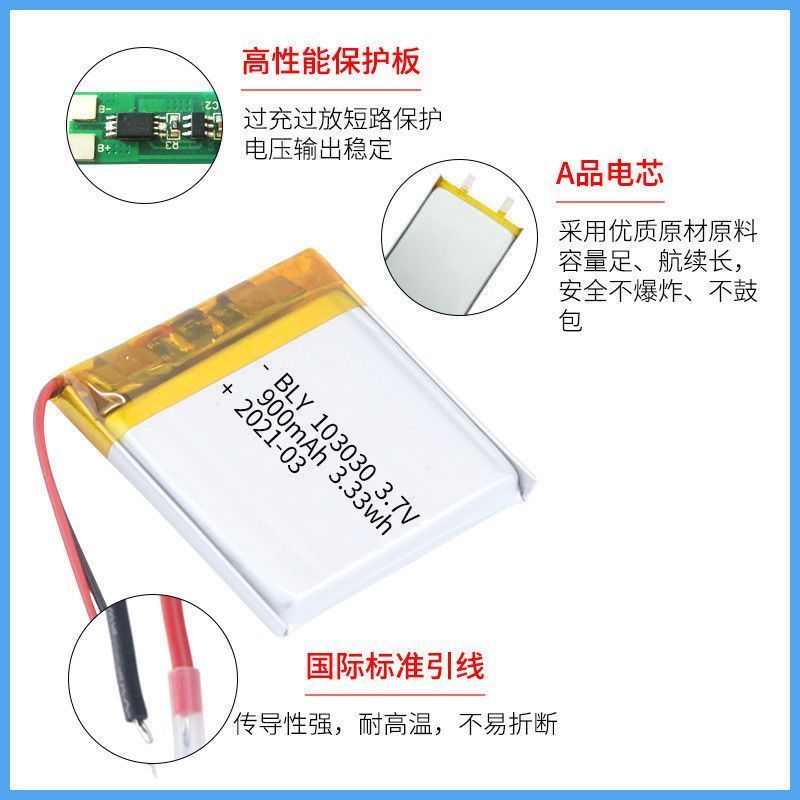 高性能保护板
过充过放短路保护
电压输出稳定
B-
B+
R3
C2
A品电芯
采用优质原材原料
容量足、航续长，
安全不爆炸、不鼓
包
- BLY 103030 3.7V
900mAh 3.33wh
+ 2021-03
国际标准引线
传导性强，耐高温，不易折断